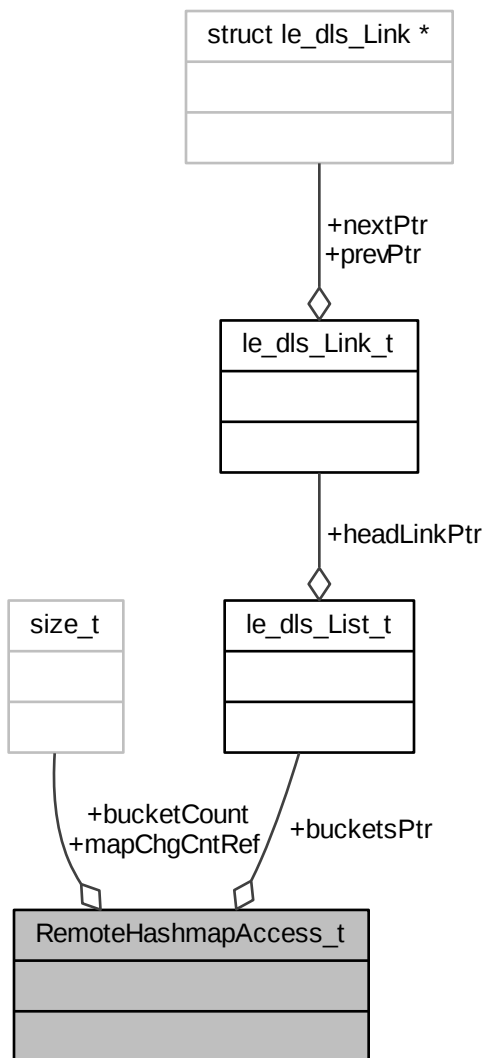 struct le_dls_Link *
+nextPtr
+prevPtr
le_dls_Link_t
+headLinkPtr
size_t
le_dls_List_t
+bucketCount
+mapChgCntRef
+bucketsPtr
RemoteHashmapAccess_t